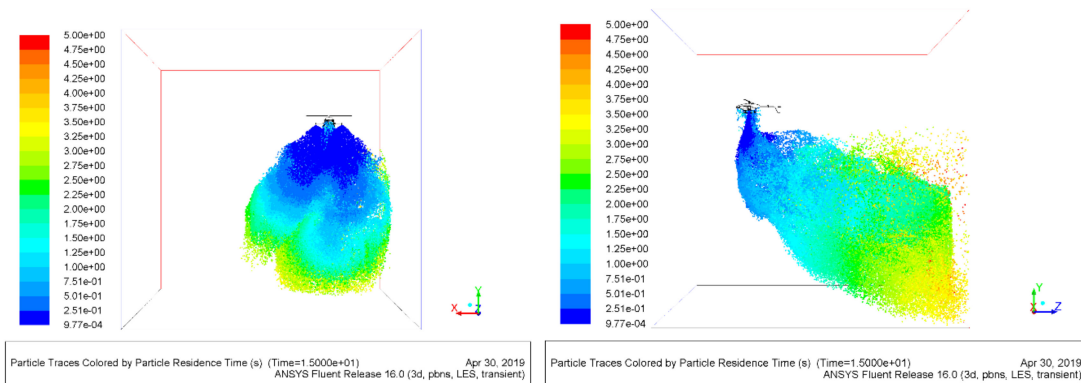 5.00e+00
4.75e+00
4.50e+00
4.25e+00
4.00e+00
3.75e+00
3.50e+00
3.25e+00
3.00e+00
2.75e+00
2.50e+00
2.25e+00
2.00e+00
1.75e+00
1.50e+00
1.25e+00
1.00e+00
7.51e-01
5.01e-01
2.51e-01
9.77e-04
Y
X
Z
Particle Traces Colored by Particle Residence Time (s) (Time=1.5000e+01)
Apr 30, 2019
ANSYS Fluent Release 16.0 (3d, pbns, LES, transient)
5.00e+00
4.75e+00
4.50e+00
4.25e+00
4.00e+00
3.75e+00
3.50e+00
3.25e+00
3.00e+00
2.75e+00
2.50e+00
2.25e+00
2.00e+00
1.75e+00
1.50e+00
1.25e+00
1.00e+00
7.51e-01
5.01e-01
2.51e-01
9.77e-04
Y
X
Z
Particle Traces Colored by Particle Residence Time (s) (Time=1.5000e+01)
Apr 30, 2019
ANSYS Fluent Release 16.0 (3d, pbns, LES, transient)